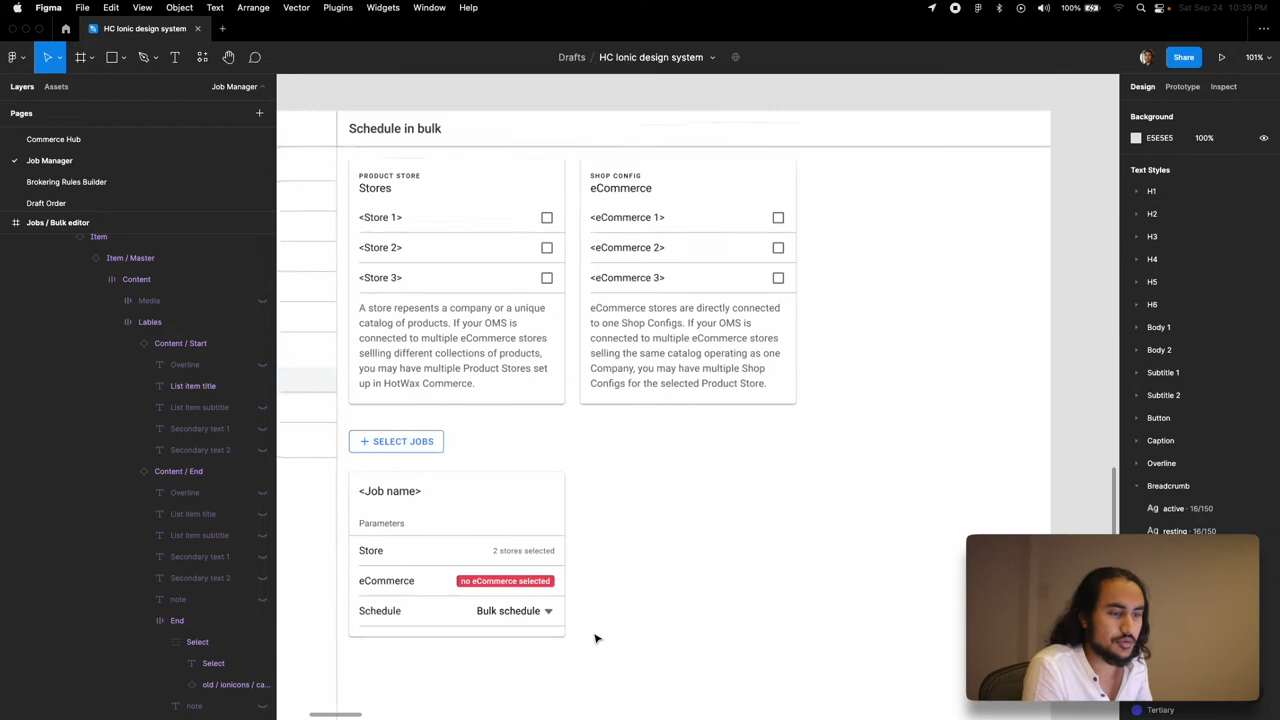 Figma File Edit View Object Text Arrange Vector Plugins Widgets Window Help
100% Sat Sep 24 10:39 PM
HC Ionic design system
Drafts / HC Ionic design system
Share
101%
Layers Assets
Job Manager
Pages
Commerce Hub
Job Manager
Brokering Rules Builder
Draft Order
Jobs / Bulk editor
Item
Item / Master
Content
Media
Lables
Content / Start
Overline
List item title
List item subtitle
Secondary text 1
Secondary text 2
Content / End
Overline
List item title
List item subtitle
Secondary text 1
Secondary text 2
note
End
Select
Select
old / ionicons / ca...
note
Schedule in bulk
PRODUCT STORE
Stores
<Store 1>
<Store 2>
<Store 3>
A store repesents a company or a unique
catalog of products. If your OMS is
connected to multiple eCommerce stores
sellling different collections of products,
you may have multiple Product Stores set
up in HotWax Commerce.
SHOP CONFIG
eCommerce
<eCommerce 1>
<eCommerce 2>
<eCommerce 3>
eCommerce stores are directly connected
to one Shop Configs. If your OMS is
connected to multiple eCommerce stores
selling the same catalog operating as one
Company, you may have multiple Shop
Configs for the selected Product Store.
SELECT JOBS
<Job name>
Parameters
Store 2 stores selected
eCommerce no eCommerce selected
Schedule Bulk schedule
Design Prototype Inspect
Background
E5E5E5 100%
Text Styles
H1
H2
H3
H4
H5
H6
Body 1
Body 2
Subtitle 1
Subtitle 2
Button
Caption
Overline
Breadcrumb
Ag active · 16/150
Ag resting · 16/150
Tertiary